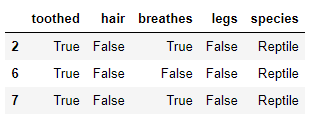 toothed hair breathes legs species
2 True False True False Reptile
6 True False False False Reptile
7 True False True False Reptile